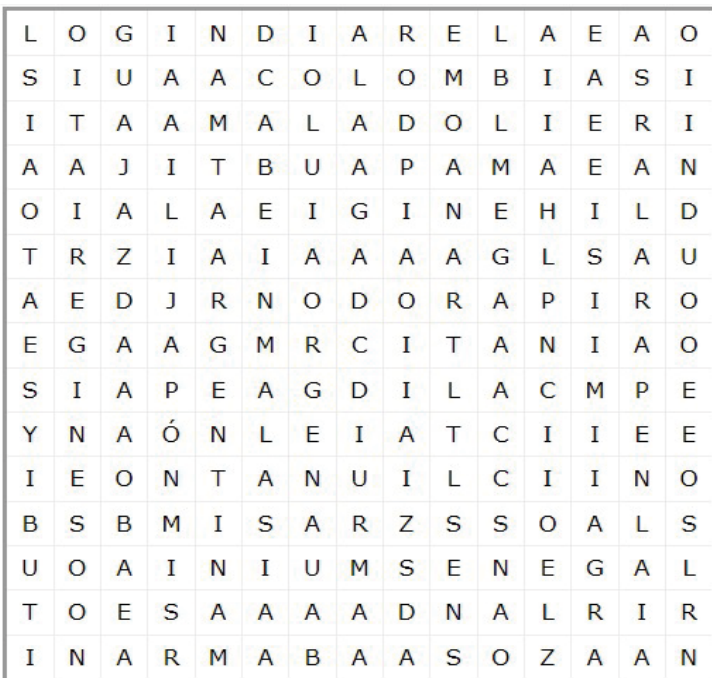 L O G I N D I A R E L A E A O
S I U A A C O L O M B I A S I
I T A A M A L A D O L I E R I
A A J I T B U A P A M A E A N
O I A L A E I G I N E H I L D
T R Z I A I A A A A G L S A U
A E D J R N O D O R A P I R O
E G A A G M R C I T A N I A O
S I A P E A G D I L A C M P E
Y N A Ó N L E I A T C I I E E
I E O N T A N U I L C I I N O
B S B M I S A R Z S S O A L S
U O A I N I U M S E N E G A L
T O E S A A A A D N A L R I R
I N A R M A B A A S O Z A A N